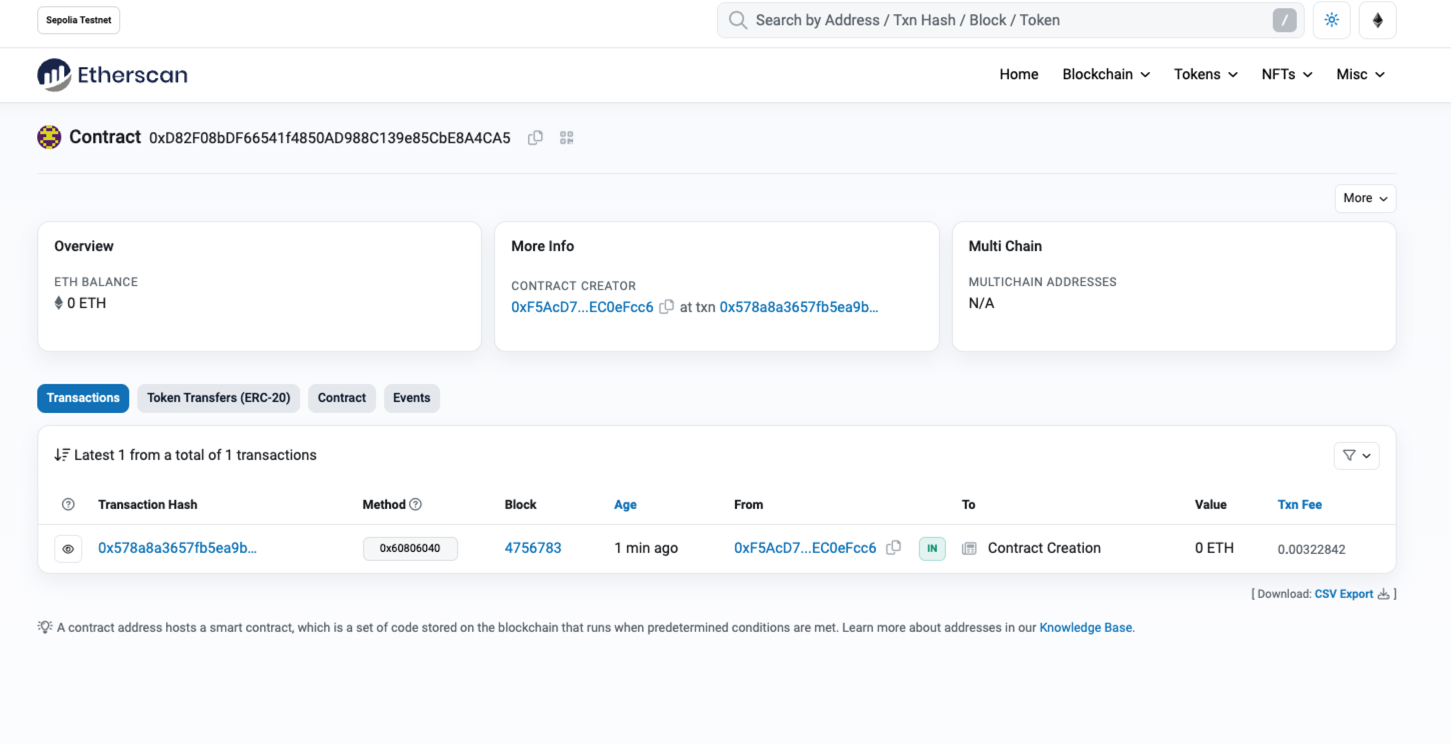 Sepolia Testnet
Search by Address / Txn Hash / Block / Token /
Etherscan
Home Blockchain Tokens NFTs Misc
Contract 0xD82F08bDF66541f4850AD988C139e85CbE8A4CA5
More
Overview
ETH BALANCE
0 ETH
More Info
CONTRACT CREATOR
0xF5AcD7...EC0eFcc6 at txn 0x578a8a3657fb5ea9b...
Multi Chain
MULTICHAIN ADDRESSES
N/A
Transactions Token Transfers (ERC-20) Contract Events
Latest 1 from a total of 1 transactions
Transaction Hash Method Block Age From To Value Txn Fee
0x578a8a3657fb5ea9b... 0x60806040 4756783 1 min ago 0xF5AcD7...EC0eFcc6 IN Contract Creation 0 ETH 0.00322842
[ Download: CSV Export ]
A contract address hosts a smart contract, which is a set of code stored on the blockchain that runs when predetermined conditions are met. Learn more about addresses in our Knowledge Base.